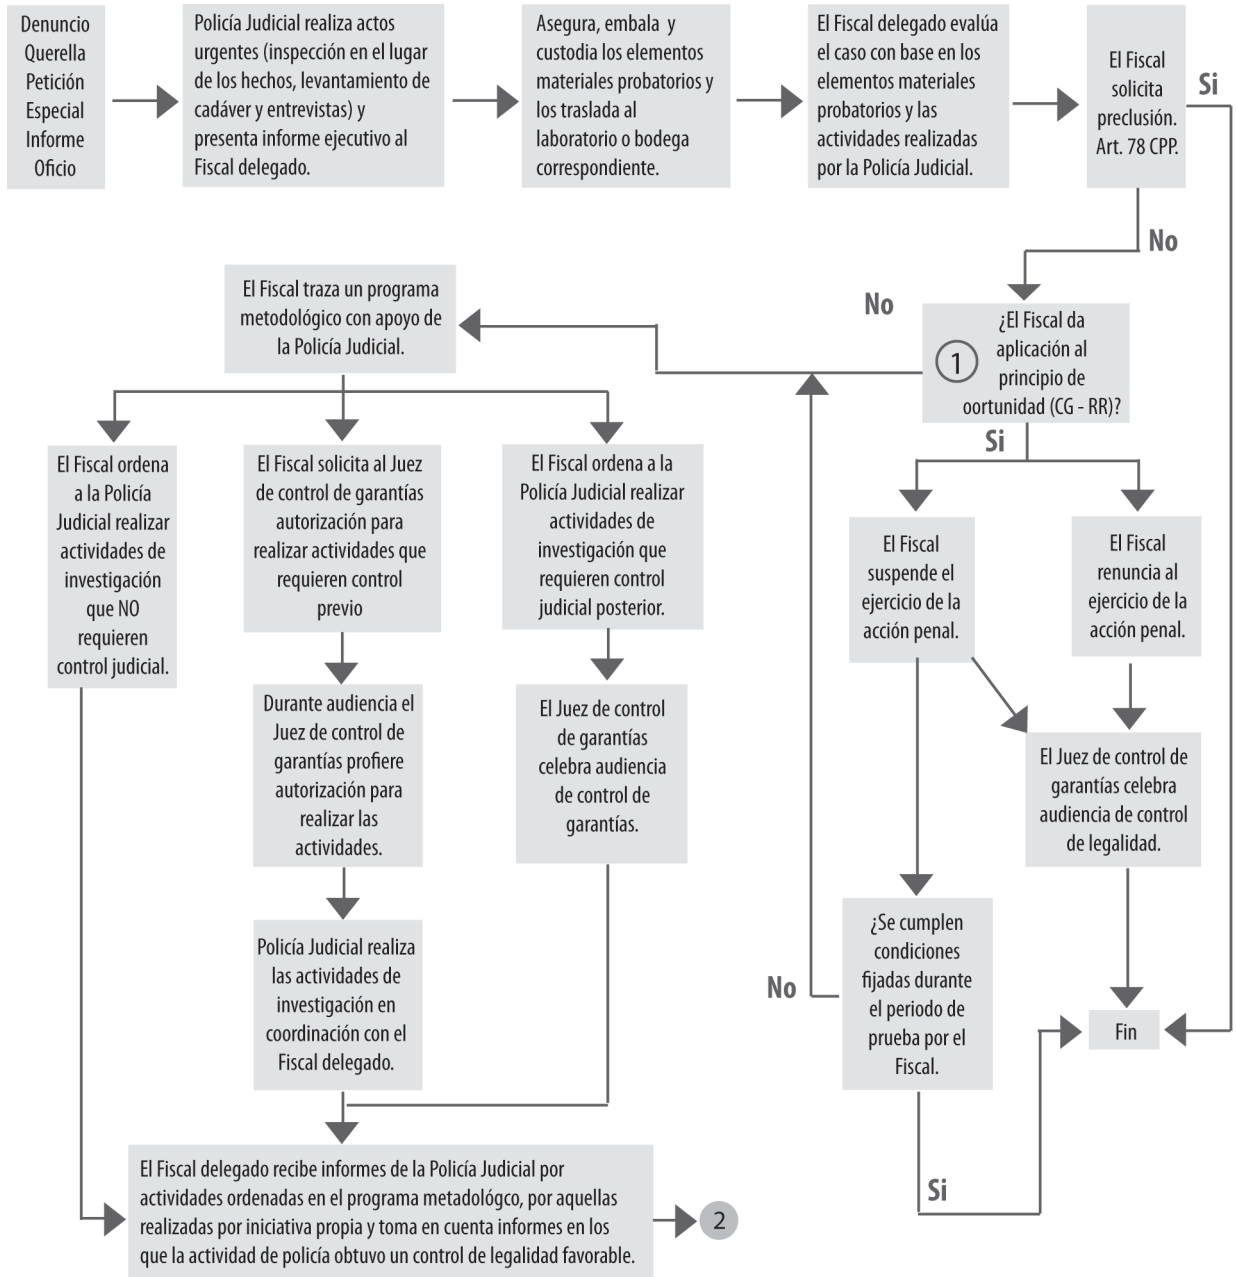 Denuncio
Querella
Petición
Especial
Informe
Oficio
Policía Judicial realiza actos
urgentes (inspección en el lugar
de los hechos, levantamiento de
cadáver y entrevistas) y
presenta informe ejecutivo al
Fiscal delegado.
Asegura, embala y
custodia los elementos
materiales probatorios y
los traslada al
laboratorio o bodega
correspondiente.
El Fiscal delegado evalúa
el caso con base en los
elementos materiales
probatorios y las
actividades realizadas
por la Policía Judicial.
El Fiscal
solicita
preclusión.
Art. 78 CPP.
Si
No
¿El Fiscal da
aplicación al
principio de
oortunidad (CG - RR)?
1
No
Si
El Fiscal traza un programa
metodológico con apoyo de
la Policía Judicial.
El Fiscal ordena
a la Policía
Judicial realizar
actividades de
investigación
que NO
requieren
control judicial.
El Fiscal solicita al Juez
de control de garantías
autorización para
realizar actividades que
requieren control
previo
El Fiscal ordena a la
Policía Judicial realizar
actividades de
investigación que
requieren control
judicial posterior.
El Fiscal
suspende el
ejercicio de la
acción penal.
El Fiscal
renuncia al
ejercicio de la
acción penal.
Durante audiencia el
Juez de control de
garantías profiere
autorización para
realizar las
actividades.
El Juez de control
de garantías
celebra audiencia
de control de
garantías.
El Juez de control de
garantías celebra
audiencia de control
de legalidad.
Policía Judicial realiza
las actividades de
investigación en
coordinación con el
Fiscal delegado.
¿Se cumplen
condiciones
fijadas durante
el periodo de
prueba por el
Fiscal.
No
Si
Fin
El Fiscal delegado recibe informes de la Policía Judicial por
actividades ordenadas en el programa metadológco, por aquellas
realizadas por iniciativa propia y toma en cuenta informes en los
que la actividad de policía obtuvo un control de legalidad favorable.
2